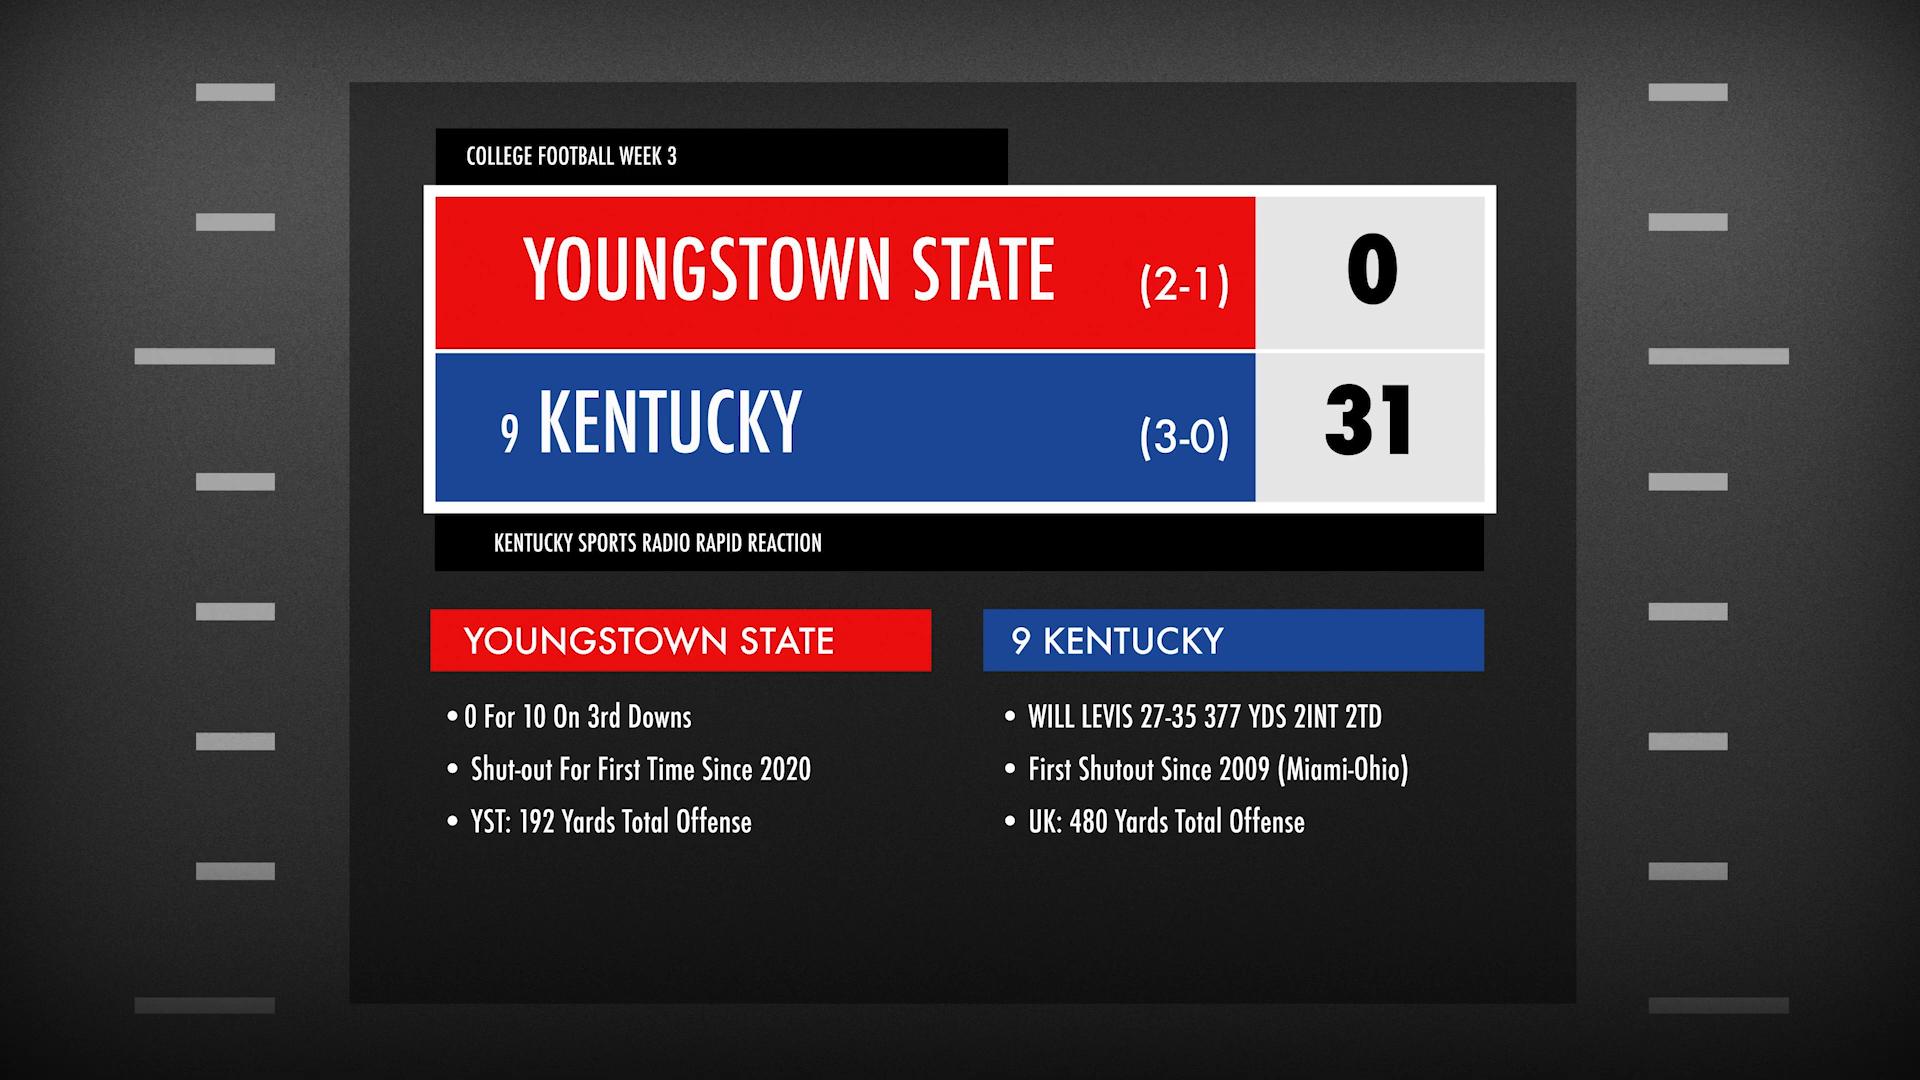 COLLEGE FOOTBALL WEEK 3
YOUNGSTOWN STATE (2-1) 0
9 KENTUCKY (3-0) 31
KENTUCKY SPORTS RADIO RAPID REACTION
YOUNGSTOWN STATE
• 0 For 10 On 3rd Downs
• Shut-out For First Time Since 2020
• YST: 192 Yards Total Offense
9 KENTUCKY
• WILL LEVIS 27-35 377 YDS 2INT 2TD
• First Shutout Since 2009 (Miami-Ohio)
• UK: 480 Yards Total Offense